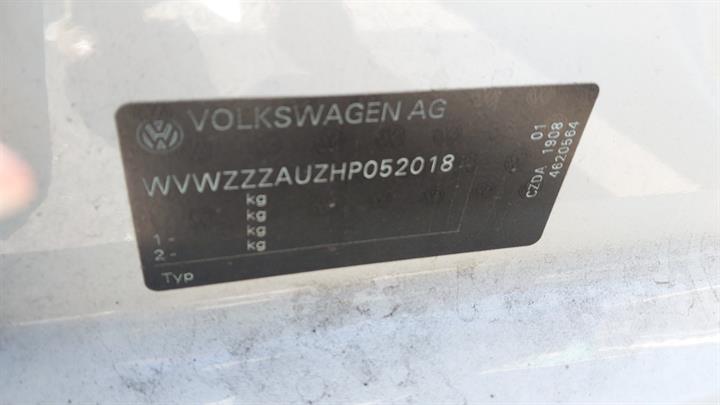 VOLKSWAGEN AG
WVWZZZAUZHP052018
kg
kg
1 - kg
2 - kg
Typ
01
CZDA 1908
4620564